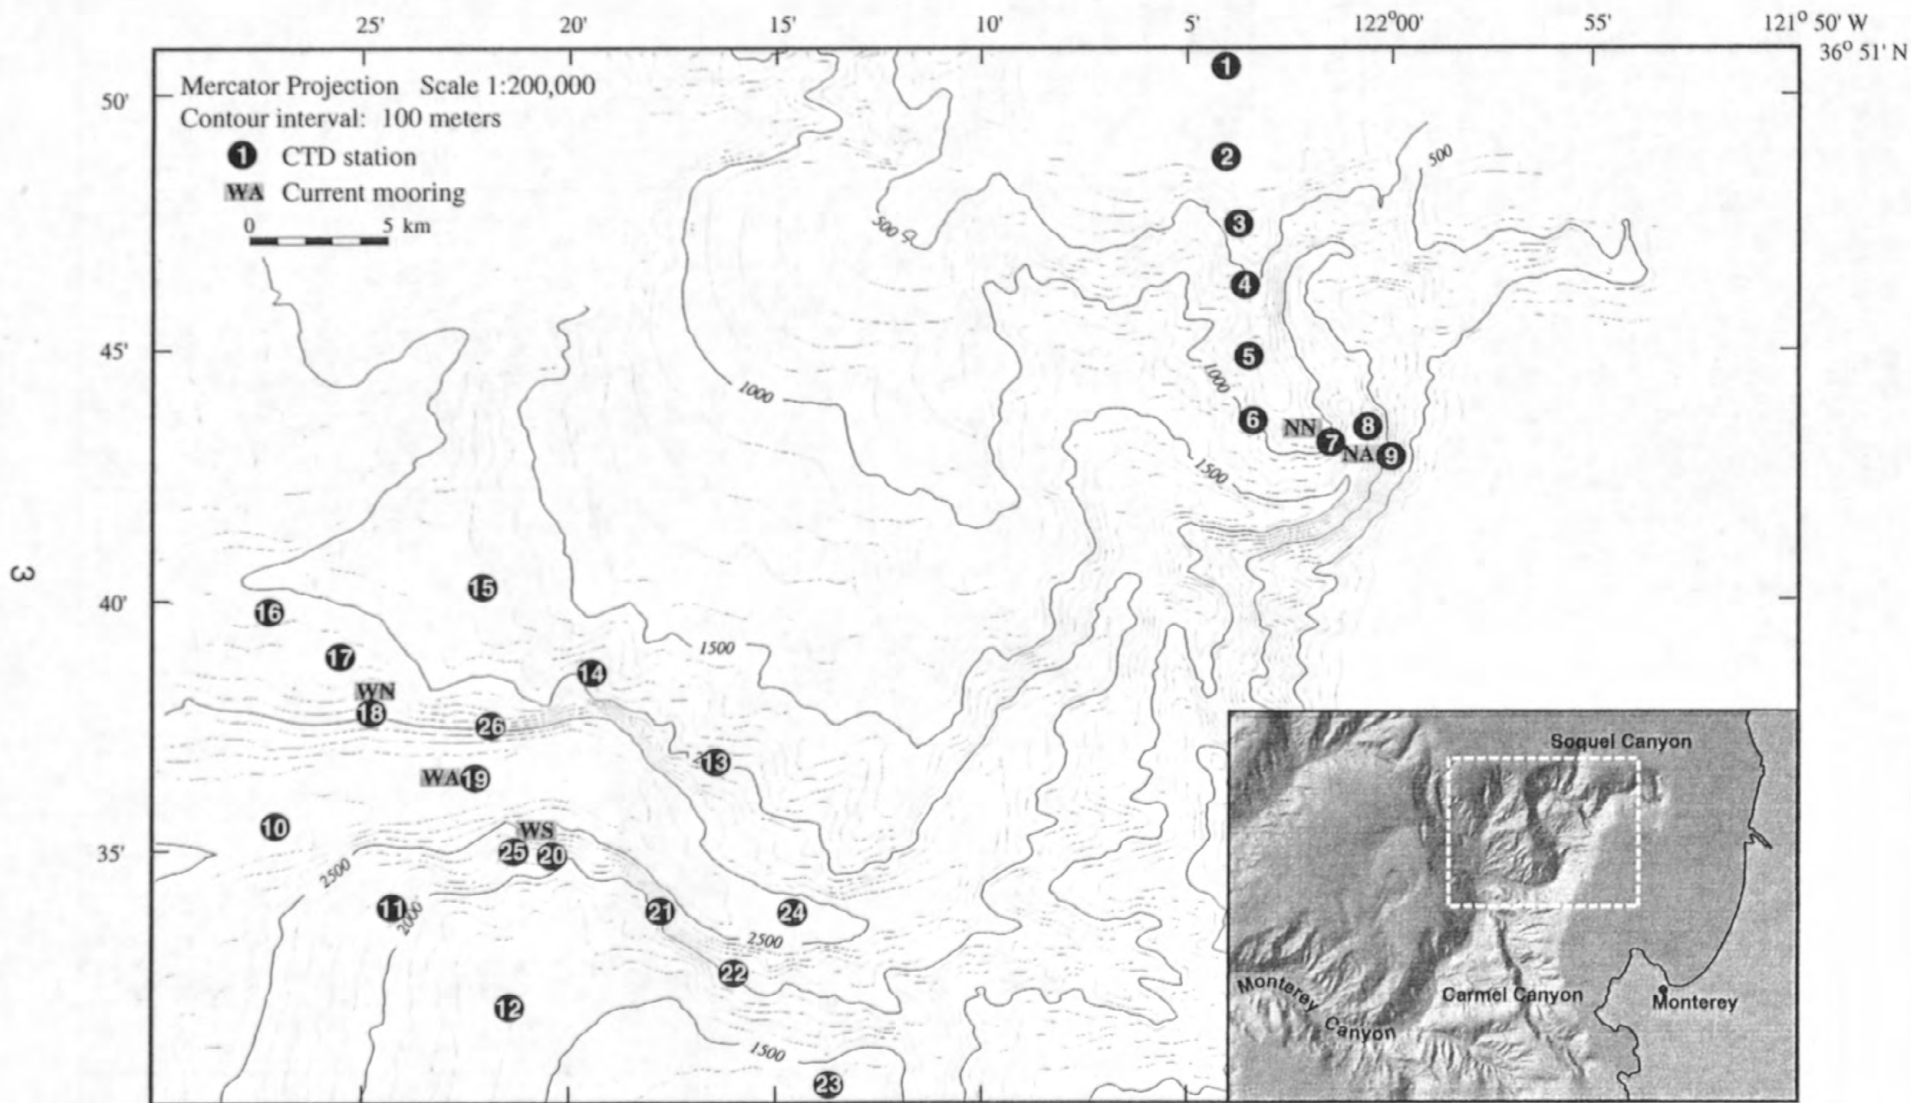 25' 20' 15' 10' 5' 122°00' 55' 121° 50' W
36° 51' N
Mercator Projection Scale 1:200,000
50'
Contour interval: 100 meters
1 CTD station
WA Current mooring
0 5 km
1
2
500
3
500
4
45'
5
1000
1000
6 NN 7 8
NA 9
1500
3
15
40'
16
1500
17
14
WN
18
26
13
WA 19
10
WS
25 20
35'
2500
11
2000
21
24
2500
22
12
1500
23
Soquel Canyon
Monterey Canyon
Carmel Canyon
Monterey